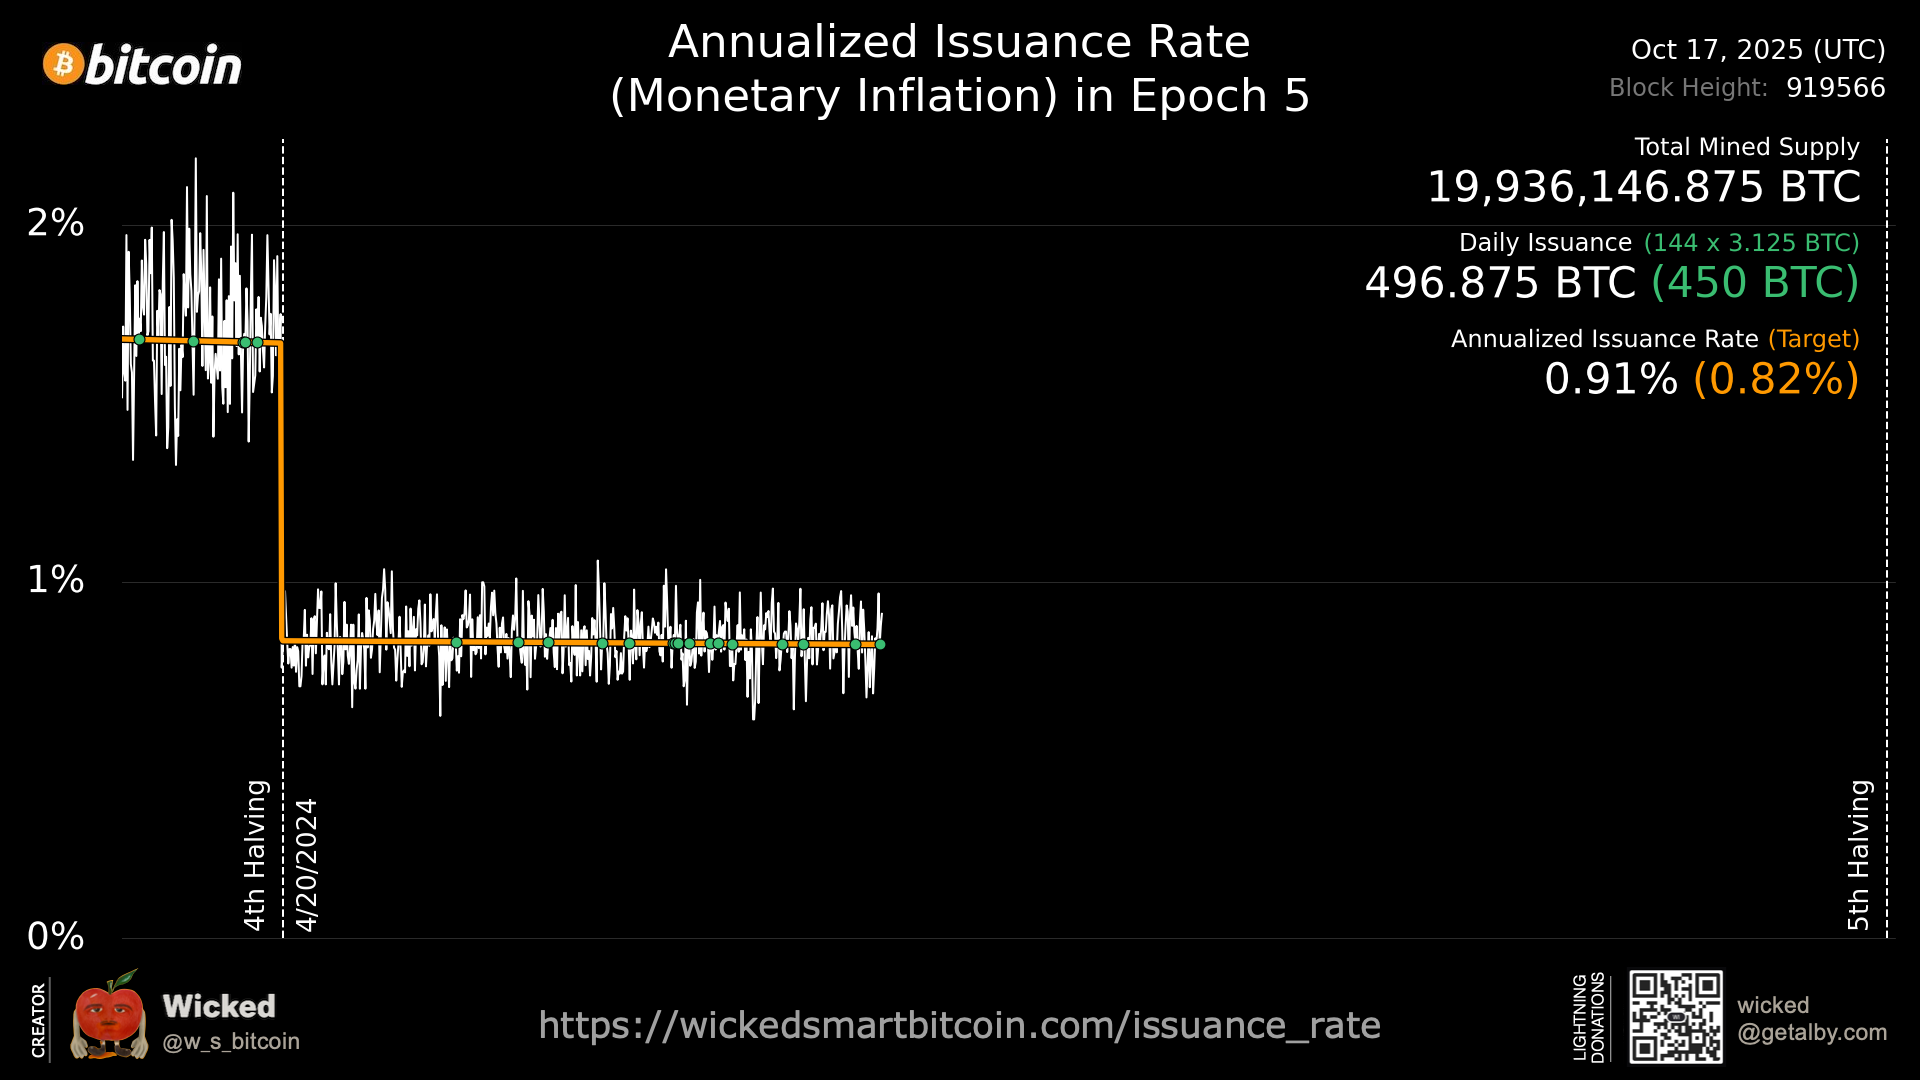 bitcoin
Annualized Issuance Rate
(Monetary Inflation) in Epoch 5
Oct 17, 2025 (UTC)
Block Height: 919566
Total Mined Supply
19,936,146.875 BTC
Daily Issuance (144 x 3.125 BTC)
496.875 BTC (450 BTC)
Annualized Issuance Rate (Target)
0.91% (0.82%)
2%
1%
0%
4th Halving
4/20/2024
5th Halving
CREATOR
Wicked
@w_s_bitcoin
https://wickedsmartbitcoin.com/issuance_rate
LIGHTNING
DONATIONS
wicked
@getalby.com